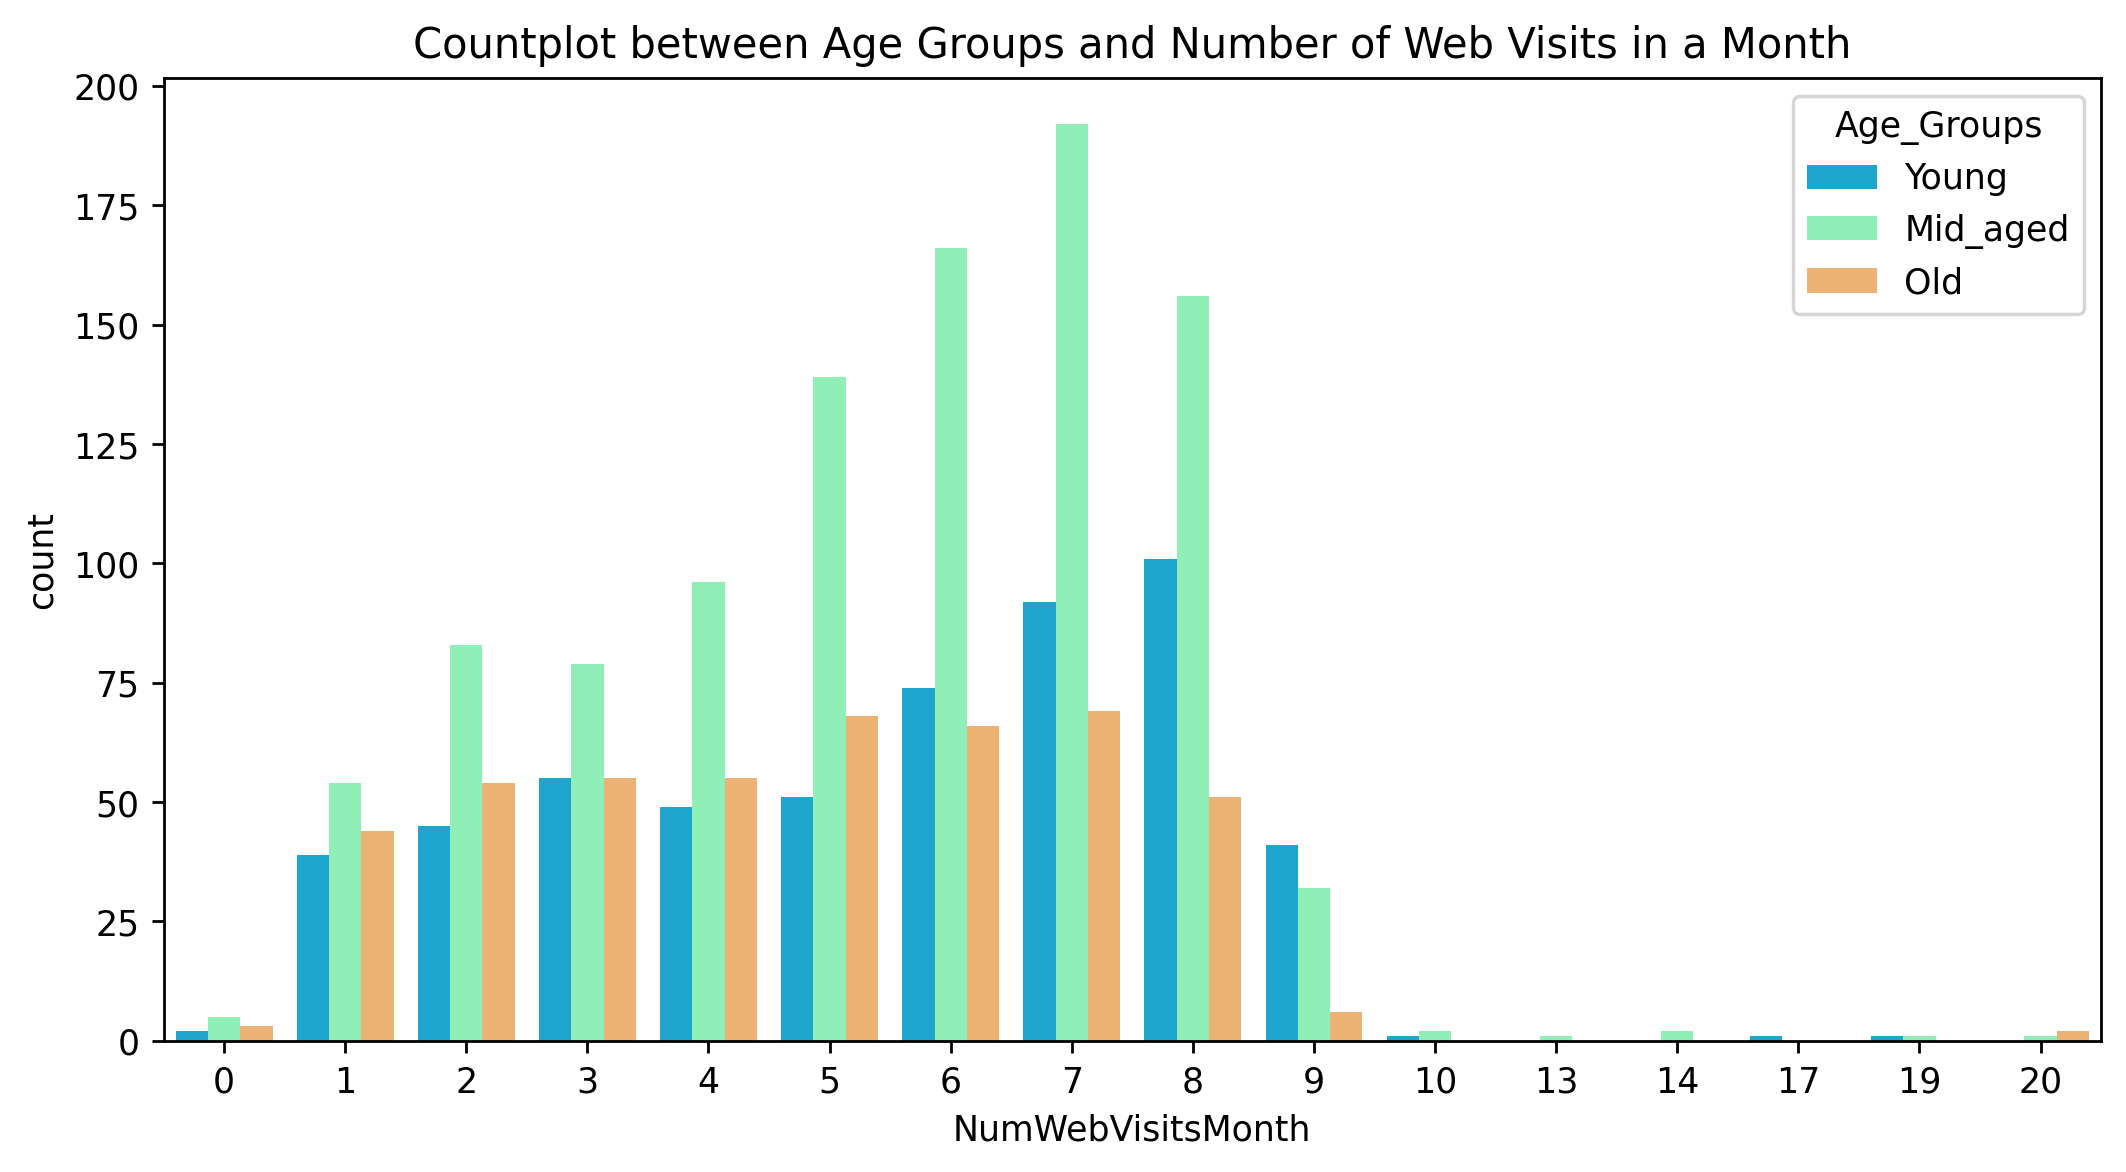 Countplot between Age Groups and Number of Web Visits in a Month
200
175
150
125
100
75
50
25
0
count
Age_Groups
Young
Mid_aged
Old
0 1 2 3 4 5 6 7 8 9 10 13 14 17 19 20
NumWebVisitsMonth